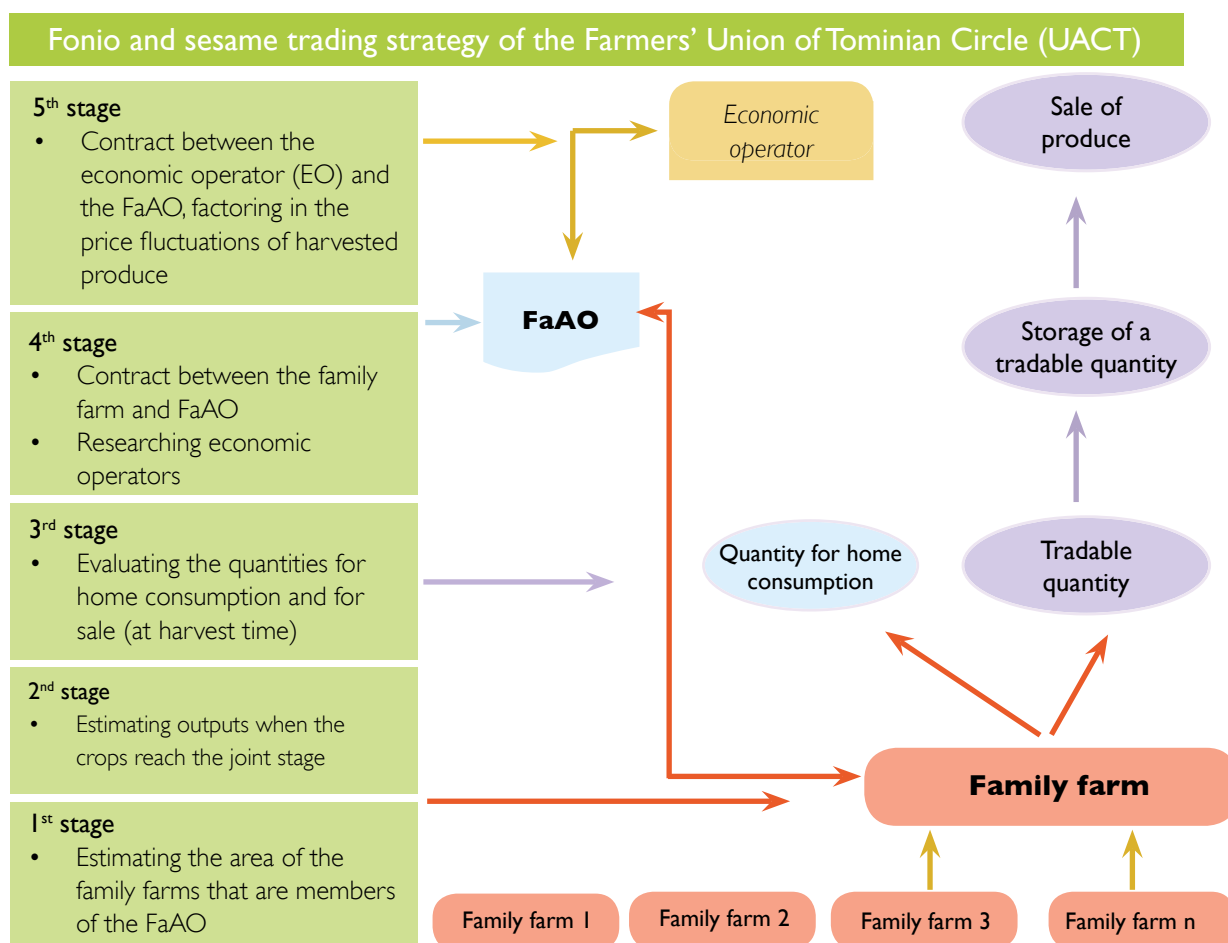 Fonio and sesame trading strategy of the Farmers' Union of Tominian Circle (UACT)
5th stage
• Contract between the
economic operator (EO) and
the FaAO, factoring in the
price fluctuations of harvested
produce
4th stage
• Contract between the family
farm and FaAO
• Researching economic
operators
3rd stage
• Evaluating the quantities for
home consumption and for
sale (at harvest time)
2nd stage
• Estimating outputs when the
crops reach the joint stage
1st stage
• Estimating the area of the
family farms that are members
of the FaAO
Economic
operator
FaAO
Sale of
produce
Storage of a
tradable quantity
Quantity for home
consumption
Tradable
quantity
Family farm
Family farm 1
Family farm 2
Family farm 3
Family farm n